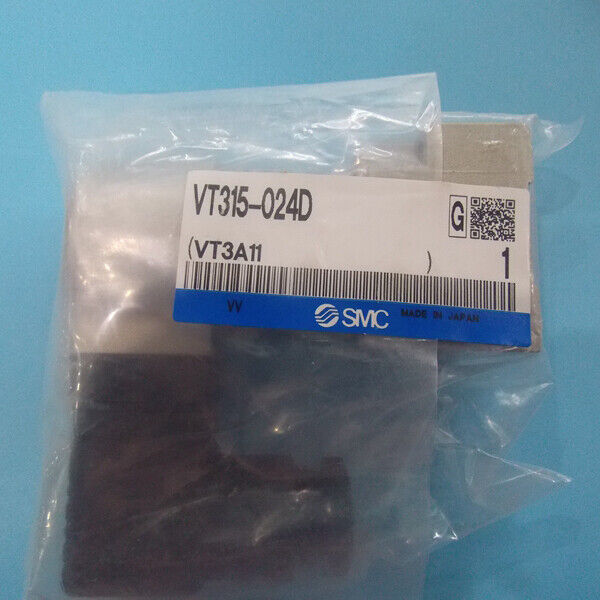 VT315-024D
G
(VT3A11 )
1
VV
SMC MADE IN JAPAN